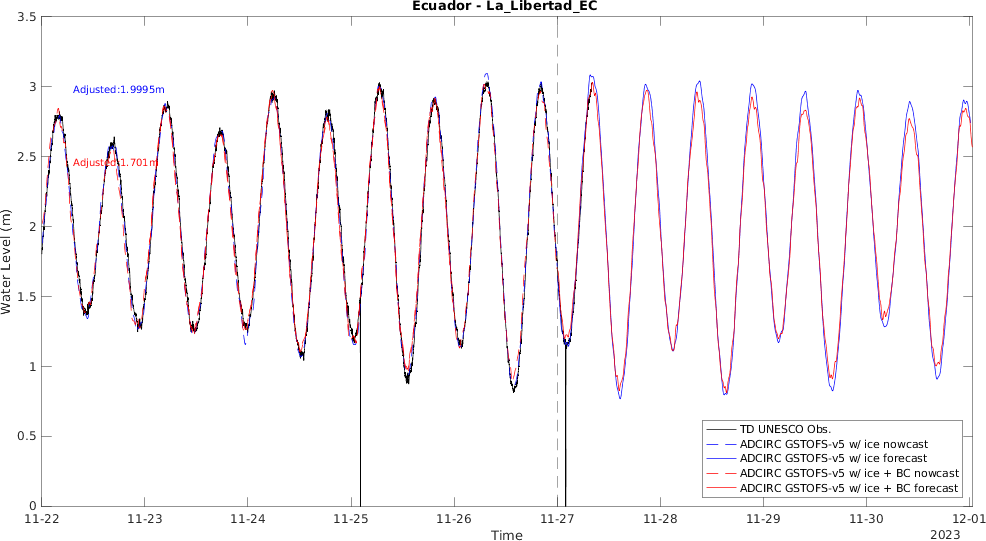 Ecuador - La_Libertad_EC
3.5
3
2.5
2
1.5
1
0.5
0
Water Level (m)
Adjusted:1.9995m
Adjusted:1.701m
TD UNESCO Obs.
ADCIRC GSTOFS-v5 w/ ice nowcast
ADCIRC GSTOFS-v5 w/ ice forecast
ADCIRC GSTOFS-v5 w/ ice + BC nowcast
ADCIRC GSTOFS-v5 w/ ice + BC forecast
11-22 11-23 11-24 11-25 11-26 11-27 11-28 11-29 11-30 12-01
Time
2023